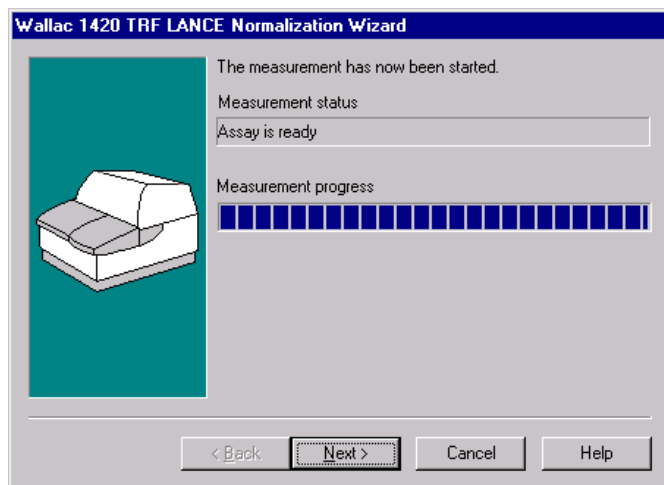 Wallac 1420 TRF LANCE Normalization Wizard
The measurement has now been started.
Measurement status
Assay is ready
Measurement progress
< Back Next > Cancel Help